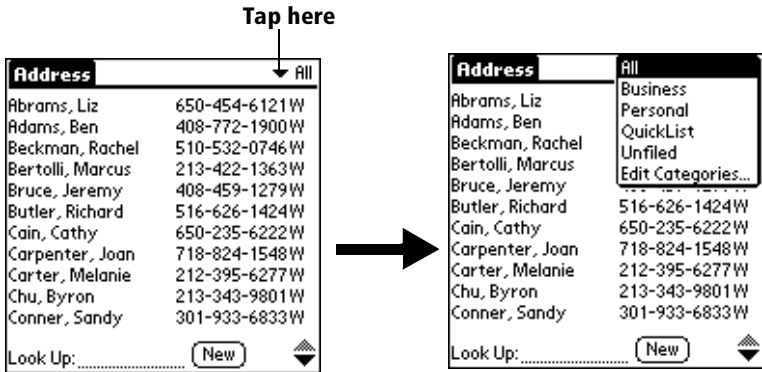 Tap here
Address All
Abrams, Liz 650-454-6121W
Adams, Ben 408-772-1900W
Beckman, Rachel 510-532-0746W
Bertolli, Marcus 213-422-1363W
Bruce, Jeremy 408-459-1279W
Butler, Richard 516-626-1424W
Cain, Cathy 650-235-6222W
Carpenter, Joan 718-824-1548W
Carter, Melanie 212-395-6277W
Chu, Byron 213-343-9801W
Conner, Sandy 301-933-6833W
Look Up: New
Address All
Business
Personal
QuickList
Unfiled
Edit Categories...
Abrams, Liz
Adams, Ben
Beckman, Rachel
Bertolli, Marcus
Bruce, Jeremy
Butler, Richard 516-626-1424W
Cain, Cathy 650-235-6222W
Carpenter, Joan 718-824-1548W
Carter, Melanie 212-395-6277W
Chu, Byron 213-343-9801W
Conner, Sandy 301-933-6833W
Look Up: New